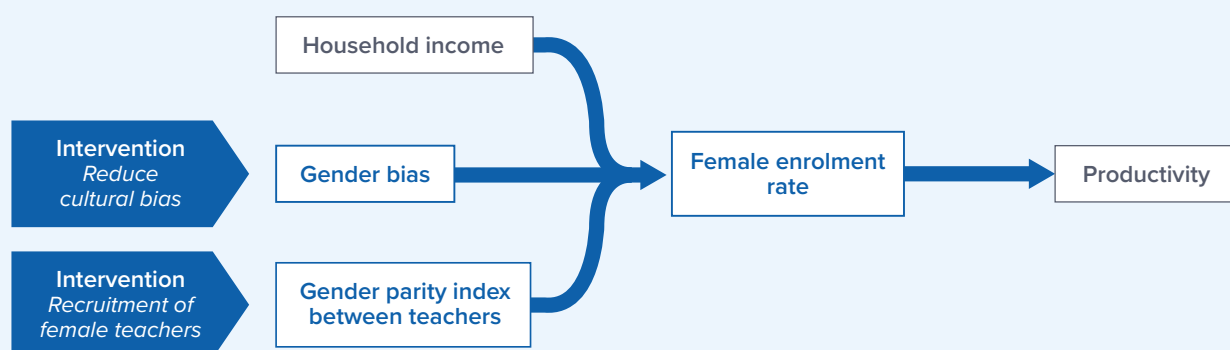 Household income
Intervention
Reduce
cultural bias
Gender bias
Female enrolment
rate
Productivity
Intervention
Recruitment of
female teachers
Gender parity index
between teachers